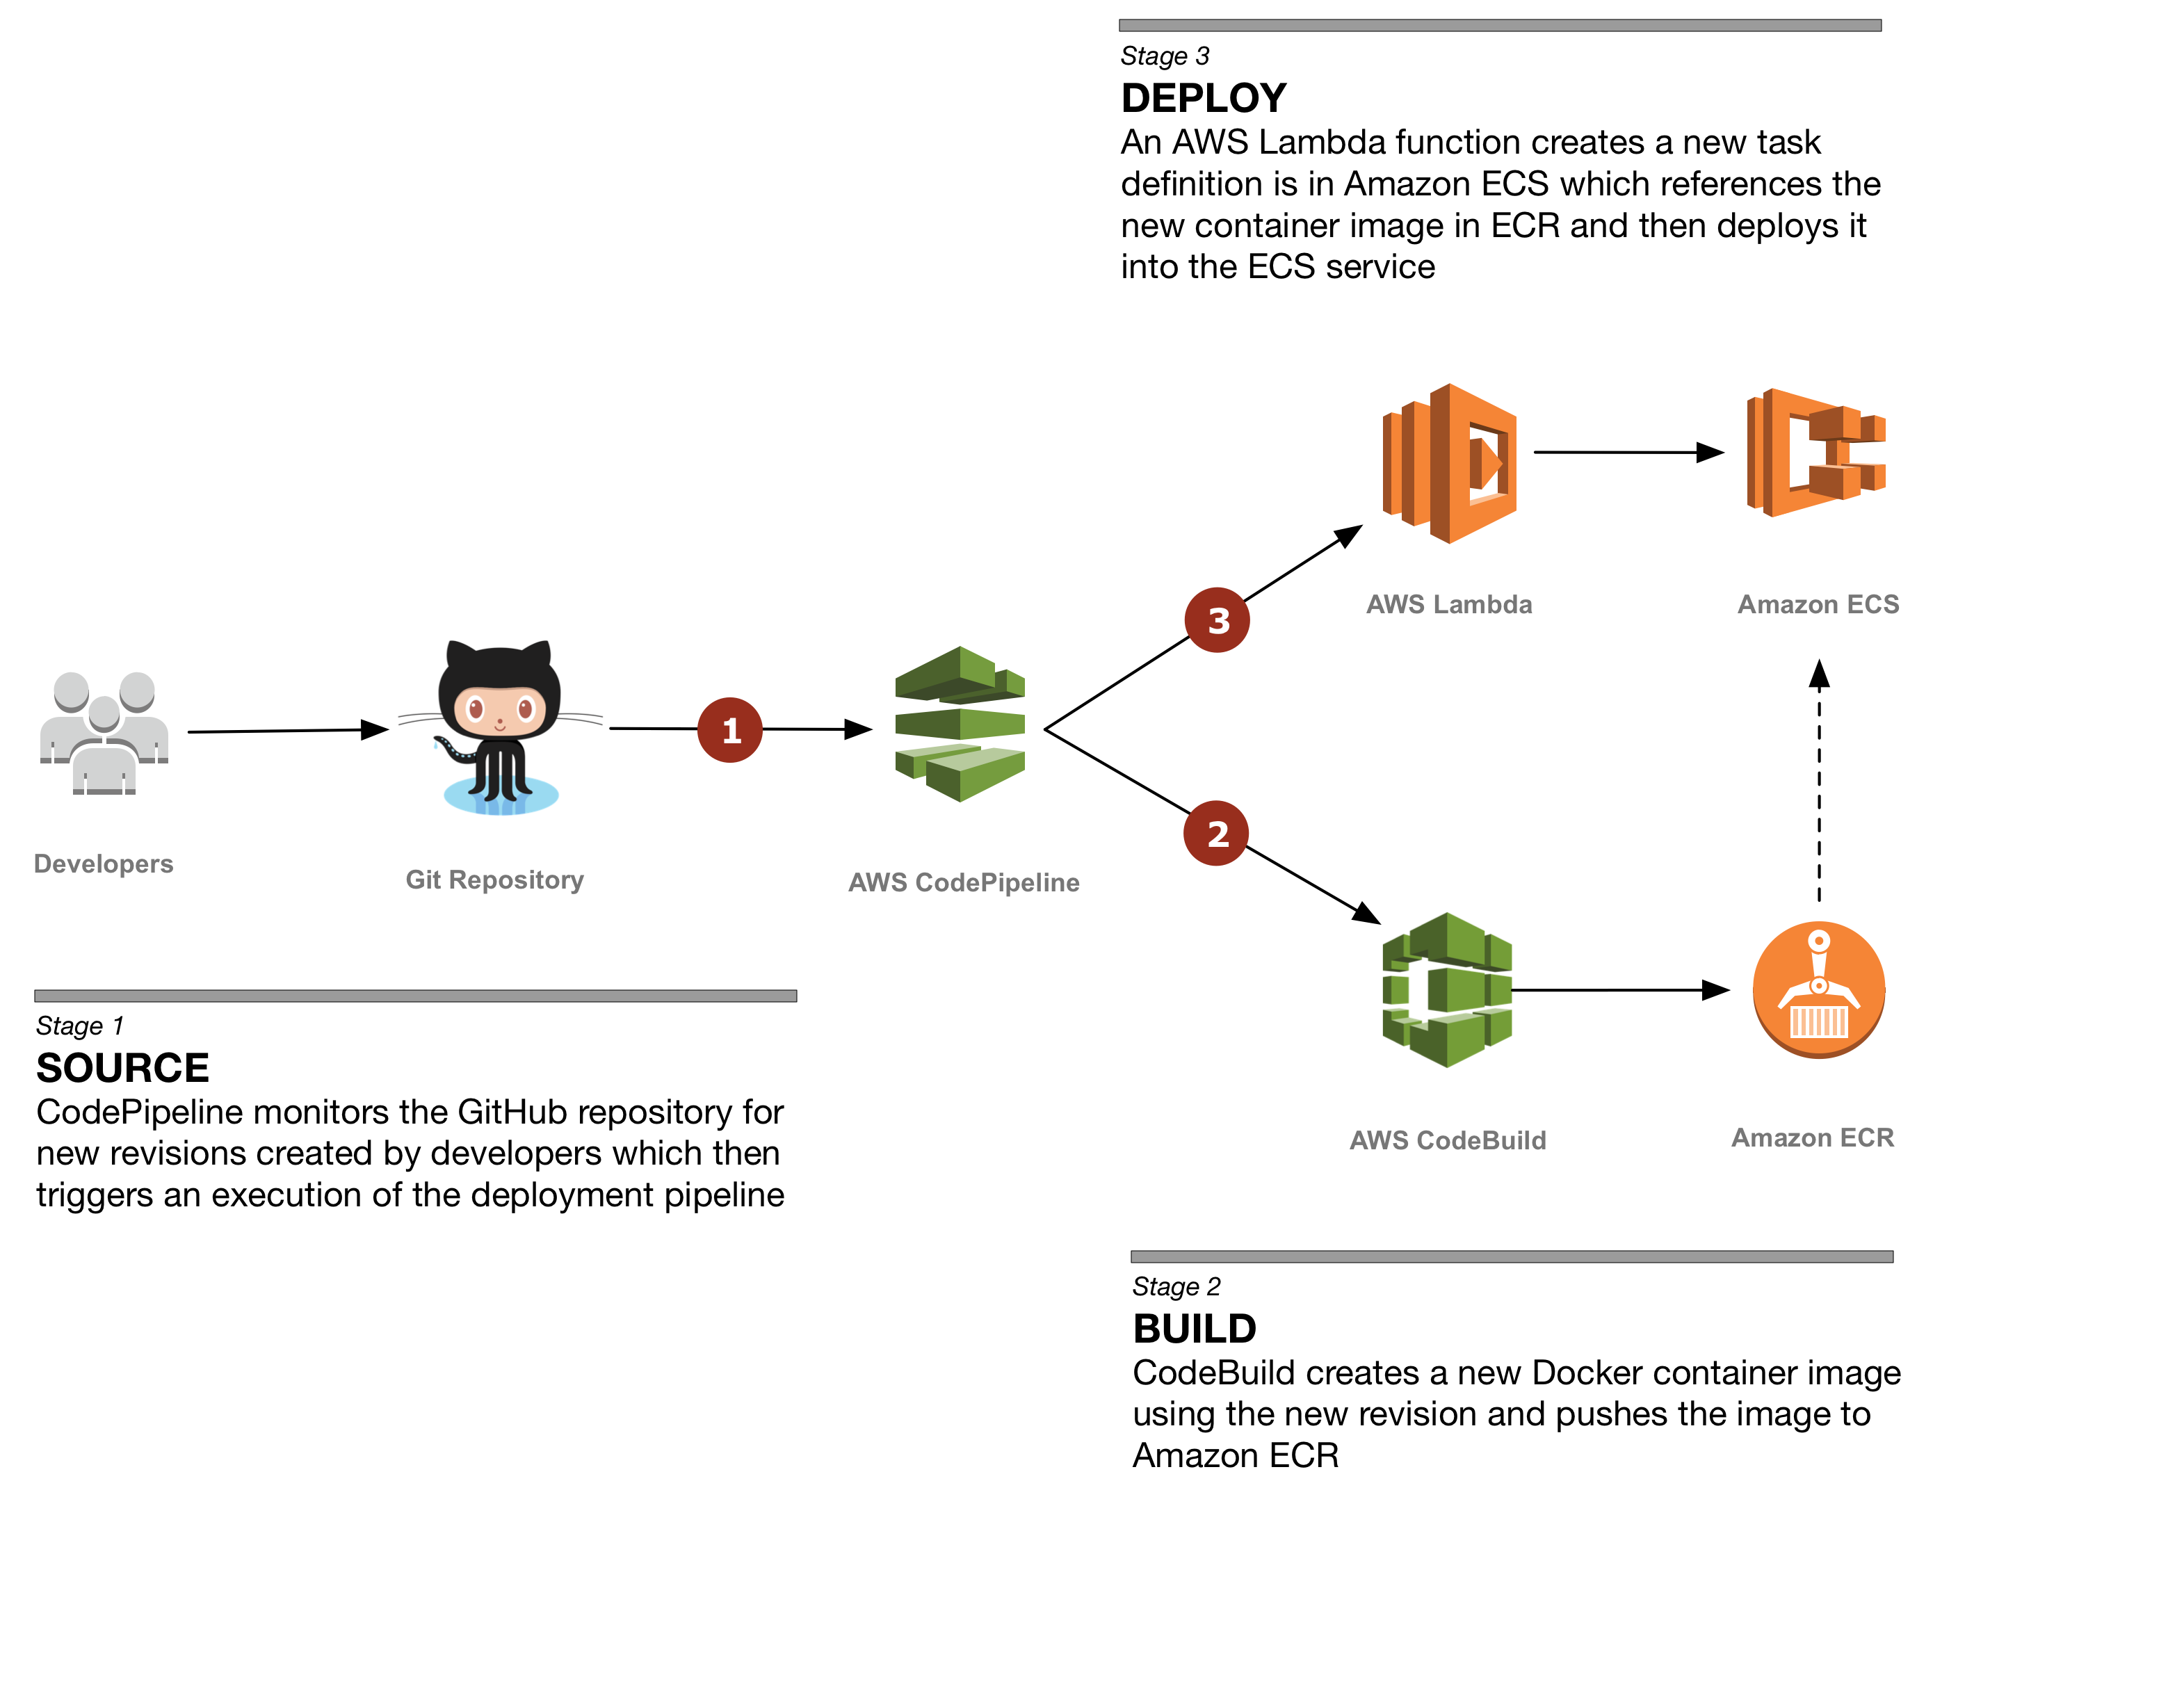 Stage 3
DEPLOY
An AWS Lambda function creates a new task
definition is in Amazon ECS which references the
new container image in ECR and then deploys it
into the ECS service
AWS Lambda
Amazon ECS
3
1
2
Developers
Git Repository
AWS CodePipeline
AWS CodeBuild
Amazon ECR
Stage 1
SOURCE
CodePipeline monitors the GitHub repository for
new revisions created by developers which then
triggers an execution of the deployment pipeline
Stage 2
BUILD
CodeBuild creates a new Docker container image
using the new revision and pushes the image to
Amazon ECR